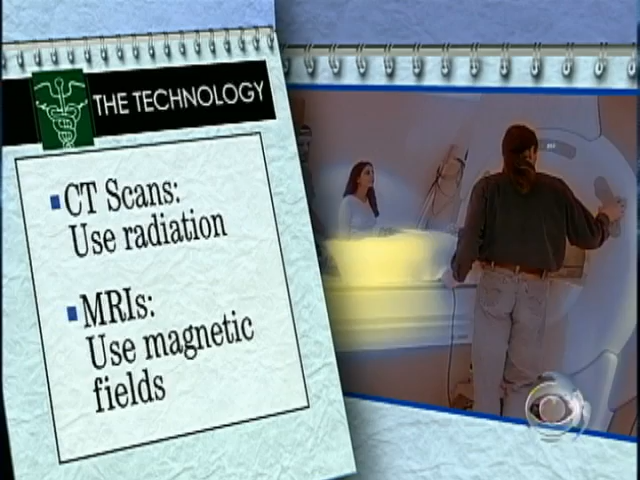 THE TECHNOLOGY
CT Scans:
Use radiation
MRIs:
Use magnetic
fields